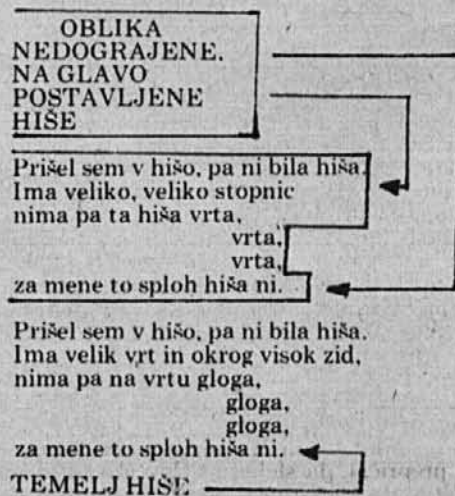 OBLIKA
NEDOGRAJENE.
NA GLAVO
POSTAVLJENE
HIŠE
Prišel sem v hišo, pa ni bila hiša.
Ima veliko, veliko stopnic
nima pa ta hiša vrta,
vrta,
vrta,
za mene to sploh hiša ni.
Prišel sem v hišo, pa ni bila hiša.
Ima velik vrt in okrog visok zid,
nima pa na vrtu gloga,
gloga,
gloga,
za mene to sploh hiša ni.
TEMELJ HIŠE